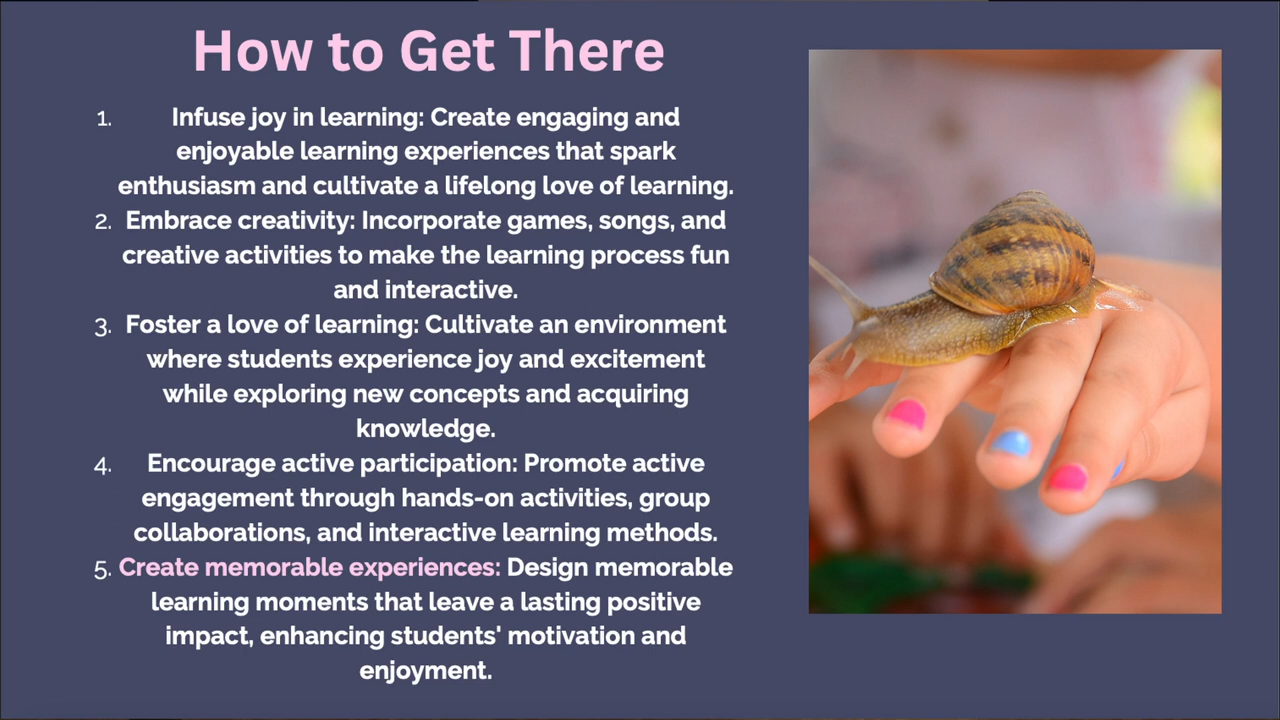 How to Get There
1. Infuse joy in learning: Create engaging and
enjoyable learning experiences that spark
enthusiasm and cultivate a lifelong love of learning.
2. Embrace creativity: Incorporate games, songs, and
creative activities to make the learning process fun
and interactive.
3. Foster a love of learning: Cultivate an environment
where students experience joy and excitement
while exploring new concepts and acquiring
knowledge.
4. Encourage active participation: Promote active
engagement through hands-on activities, group
collaborations, and interactive learning methods.
5. Create memorable experiences: Design memorable
learning moments that leave a lasting positive
impact, enhancing students' motivation and
enjoyment.